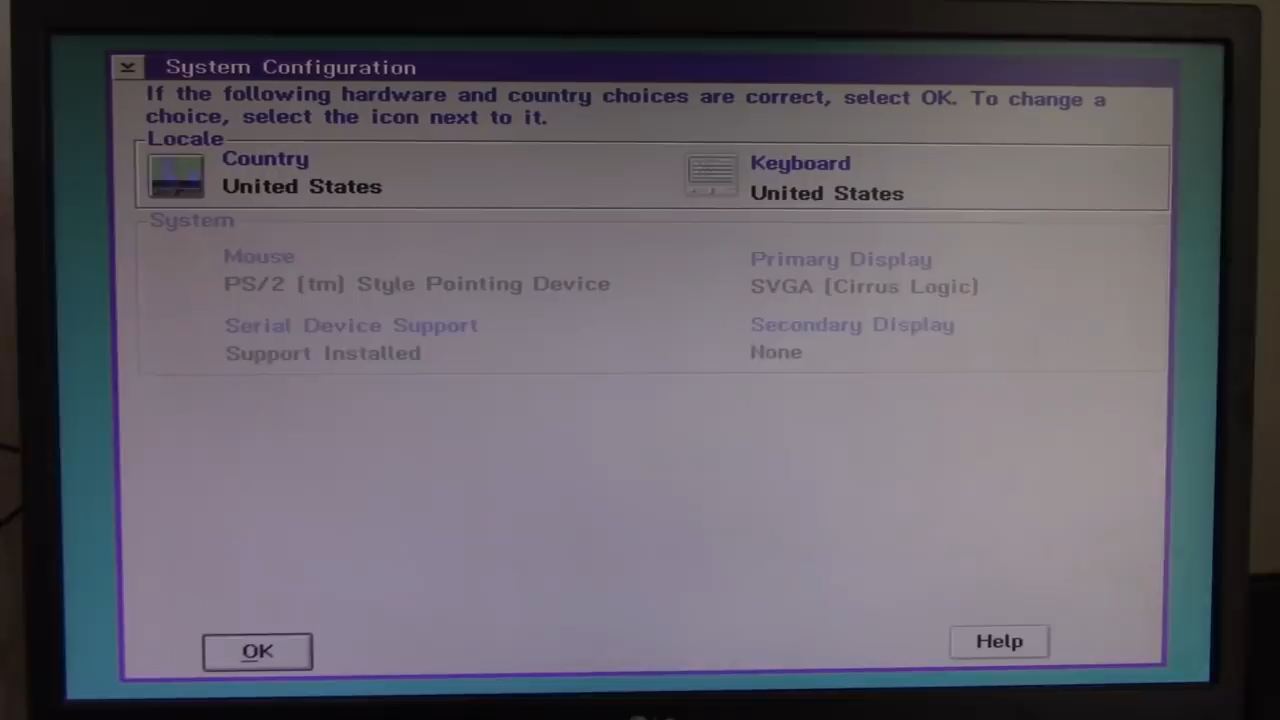 System Configuration
If the following hardware and country choices are correct, select OK. To change a
choice, select the icon next to it.
Locale
Country
United States
Keyboard
United States
System
Mouse
PS/2 (tm) Style Pointing Device
Primary Display
SVGA (Cirrus Logic)
Serial Device Support
Support Installed
Secondary Display
None
OK
Help